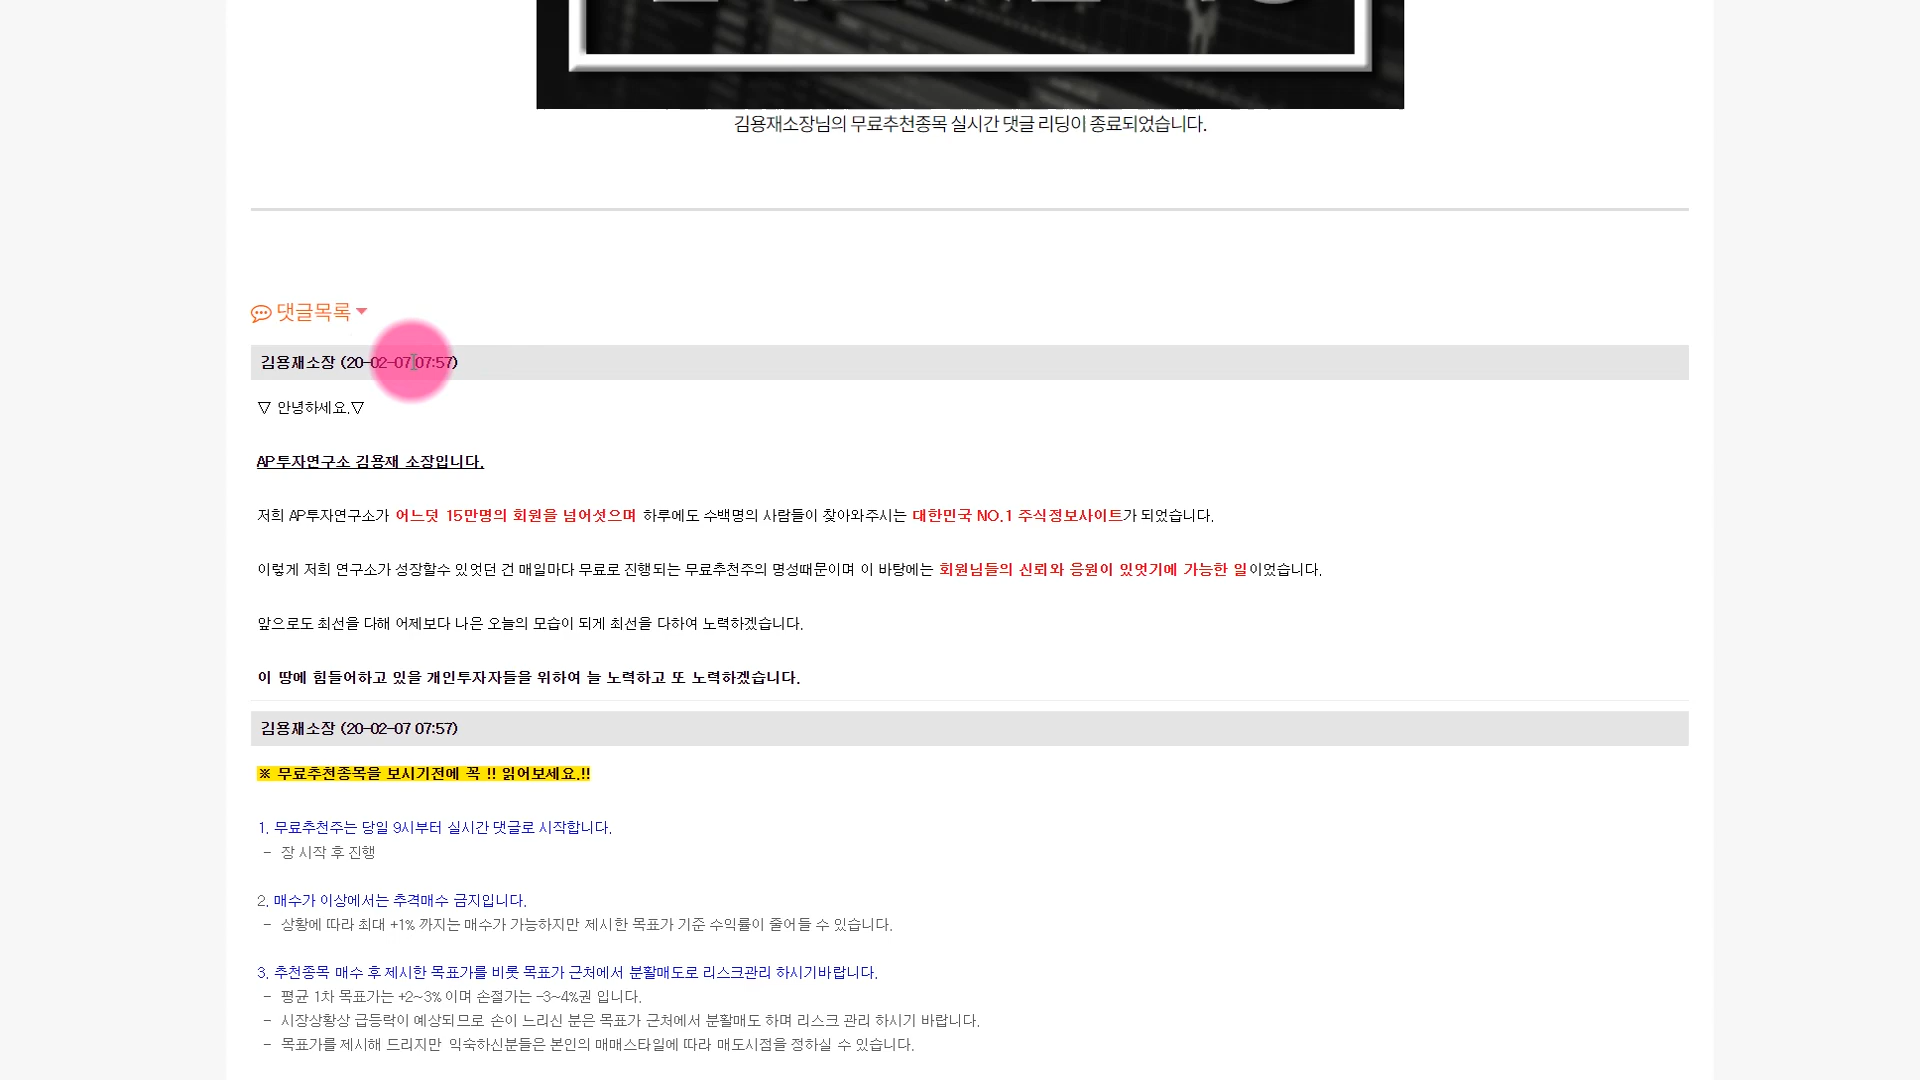 김용재소장님의 무료추천종목 실시간 댓글 리딩이 종료되었습니다.
댓글목록
김용재소장 (20-02-07 07:57)
▽ 안녕하세요.▽
AP투자연구소 김용재 소장입니다.
저희 AP투자연구소가 어느덧 15만명의 회원을 넘어섯으며 하루에도 수백명의 사람들이 찾아와주시는 대한민국 NO.1 주식정보사이트가 되었습니다.
이렇게 저희 연구소가 성장할수 있엇던 건 매일마다 무료로 진행되는 무료추천주의 명성때문이며 이 바탕에는 회원님들의 신뢰와 응원이 있엇기에 가능한 일이었습니다.
앞으로도 최선을 다해 어제보다 나은 오늘의 모습이 되게 최선을 다하여 노력하겠습니다.
이 땅에 힘들어하고 있을 개인투자자들을 위하여 늘 노력하고 또 노력하겠습니다.
김용재소장 (20-02-07 07:57)
※ 무료추천종목을 보시기전에 꼭 !! 읽어보세요.!!
1. 무료추천주는 당일 9시부터 실시간 댓글로 시작합니다.
- 장 시작 후 진행
2. 매수가 이상에서는 추격매수 금지입니다.
- 상황에 따라 최대 +1% 까지는 매수가 가능하지만 제시한 목표가 기준 수익률이 줄어들 수 있습니다.
3. 추천종목 매수 후 제시한 목표가를 비롯 목표가 근처에서 분할매도로 리스크관리 하시기바랍니다.
- 평균 1차 목표가는 +2~3% 이며 손절가는 -3~4%권 입니다.
- 시장상황상 급등락이 예상되므로 손이 느리신 분은 목표가 근처에서 분할매도 하며 리스크 관리 하시기 바랍니다.
- 목표가를 제시해 드리지만 익숙하신분들은 본인의 매매스타일에 따라 매도시점을 정하실 수 있습니다.